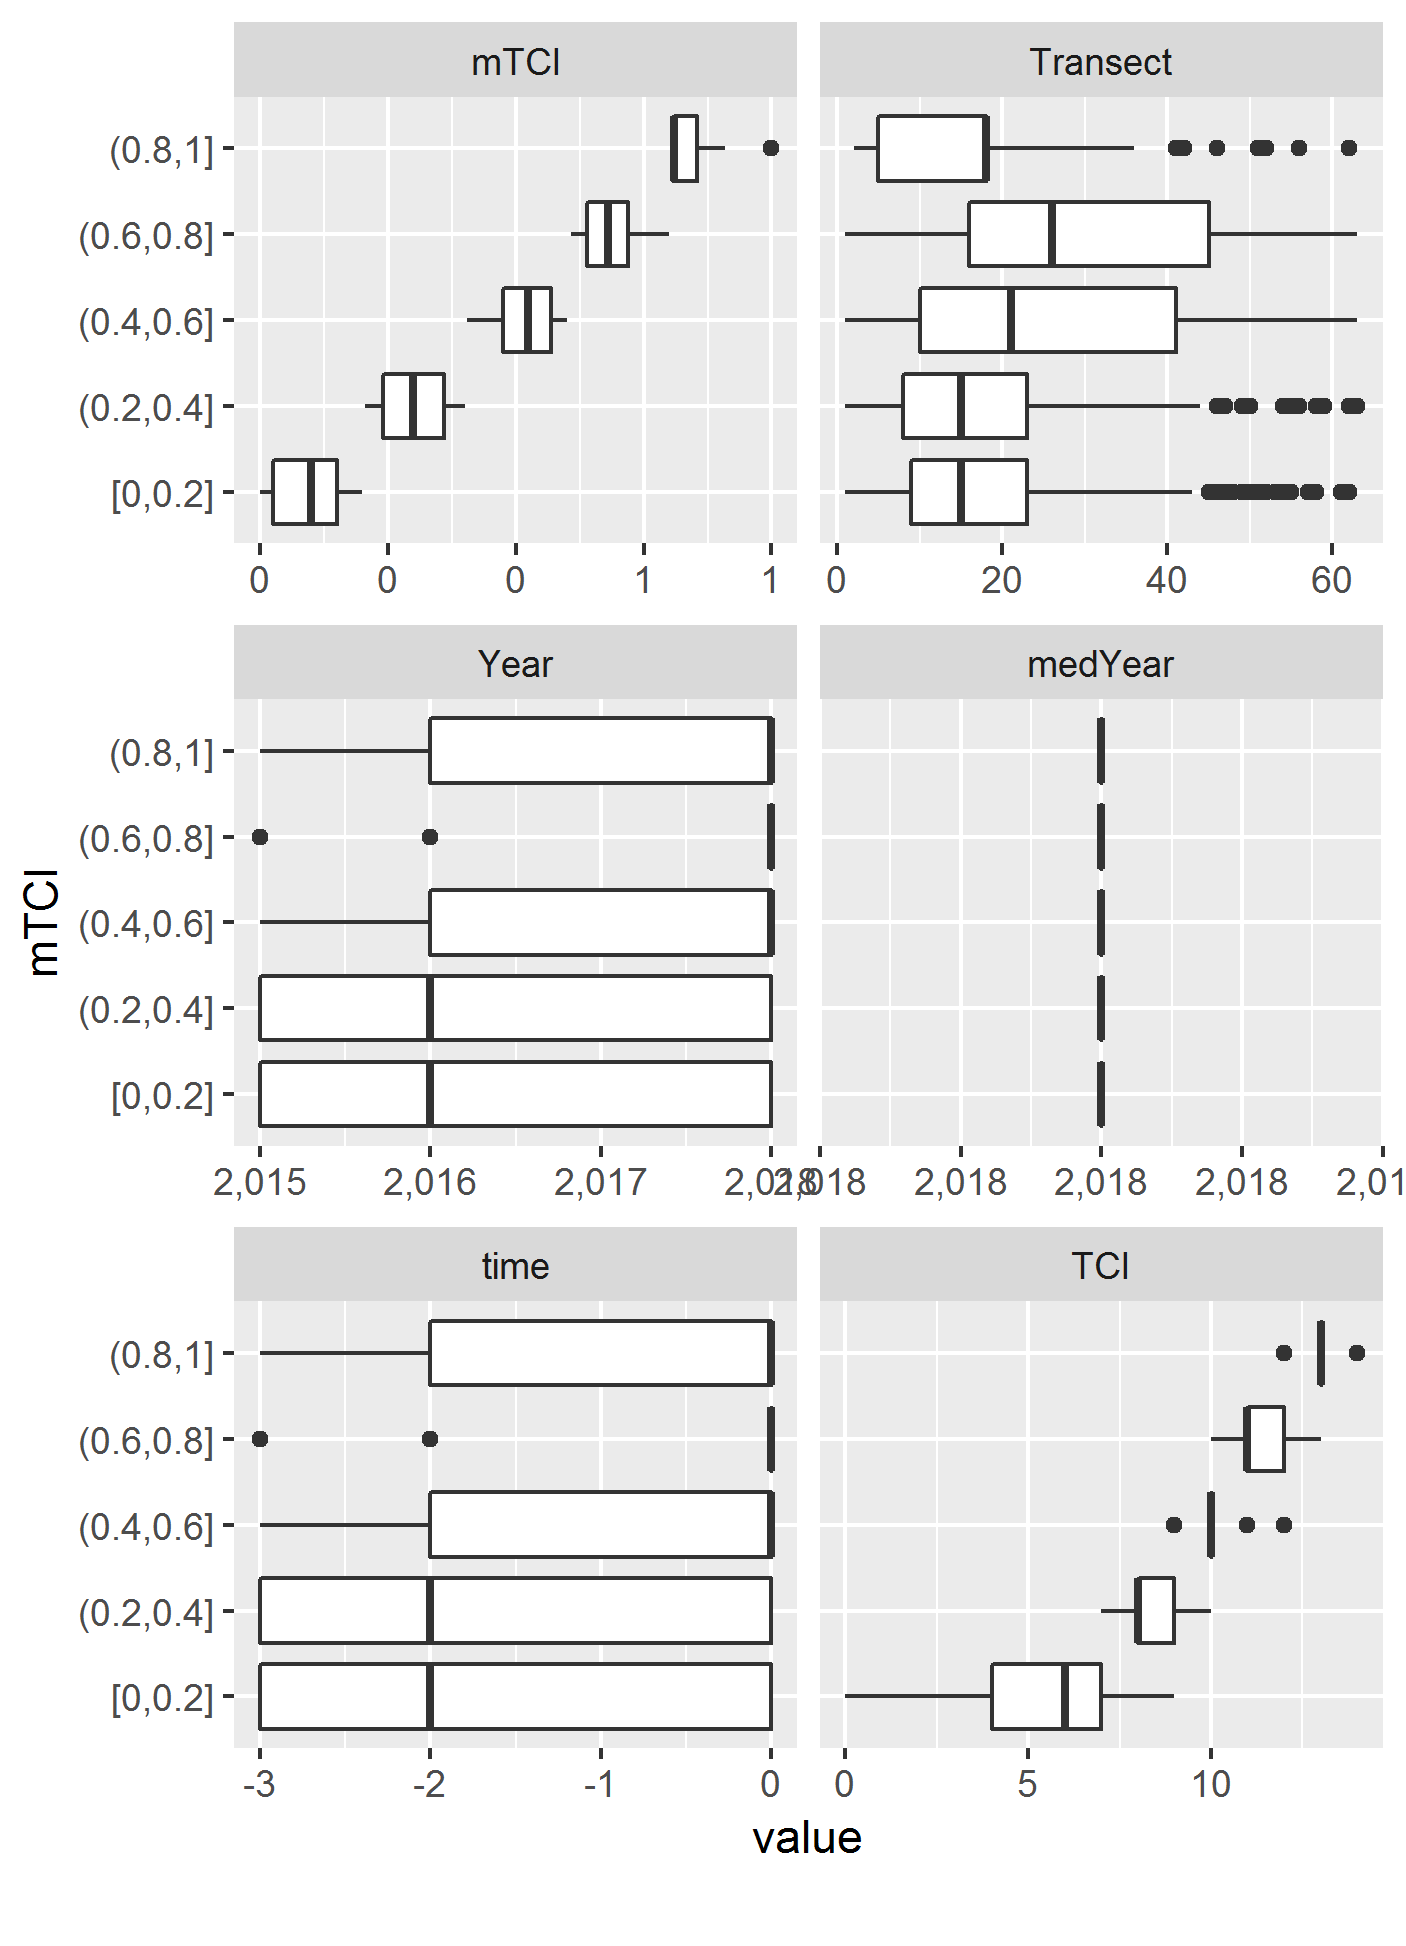 mTCI Transect
(0.8,1]
(0.6,0.8]
(0.4,0.6]
(0.2,0.4]
[0,0.2]
0 0 0 1 1 0 20 40 60
Year medYear
(0.8,1]
(0.6,0.8]
(0.4,0.6]
(0.2,0.4]
[0,0.2]
mTCI
2,015 2,016 2,017 2,018 2,018 2,018 2,018 2,018 2,01
time TCI
(0.8,1]
(0.6,0.8]
(0.4,0.6]
(0.2,0.4]
[0,0.2]
-3 -2 -1 0 0 5 10
value